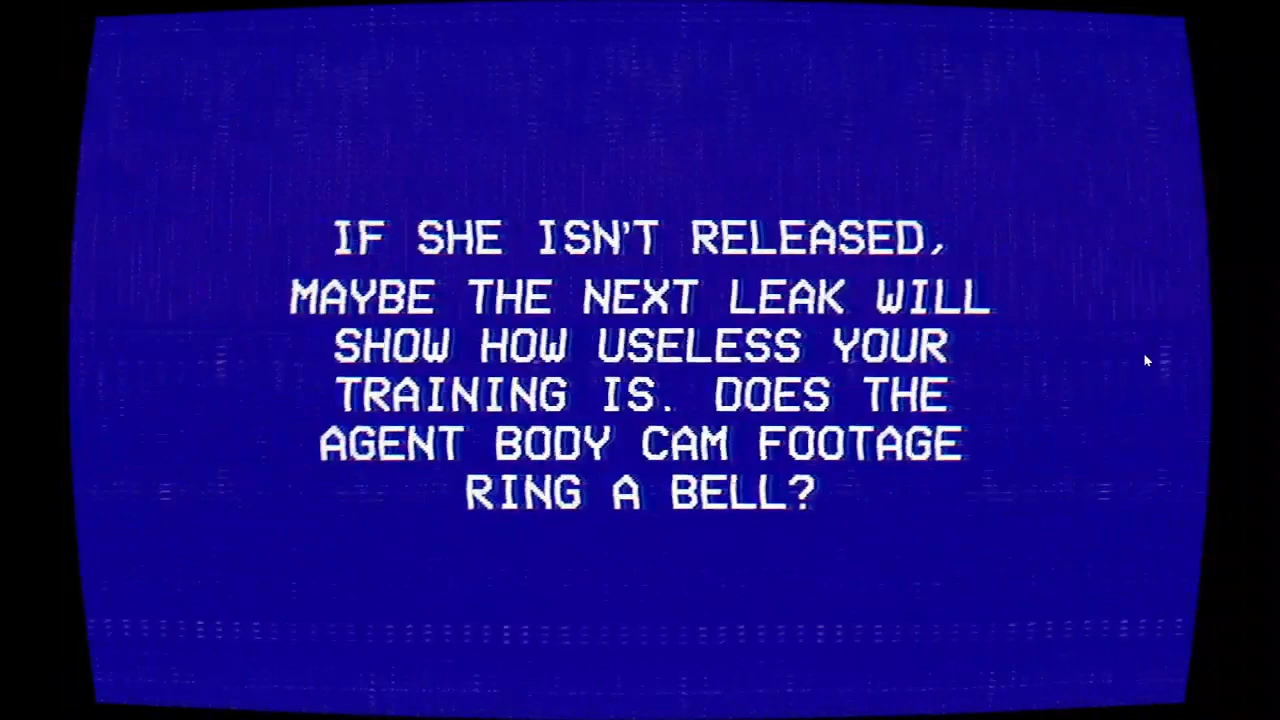 IF SHE ISN'T RELEASED,
MAYBE THE NEXT LEAK WILL
SHOW HOW USELESS YOUR
TRAINING IS. DOES THE
AGENT BODY CAM FOOTAGE
RING A BELL?